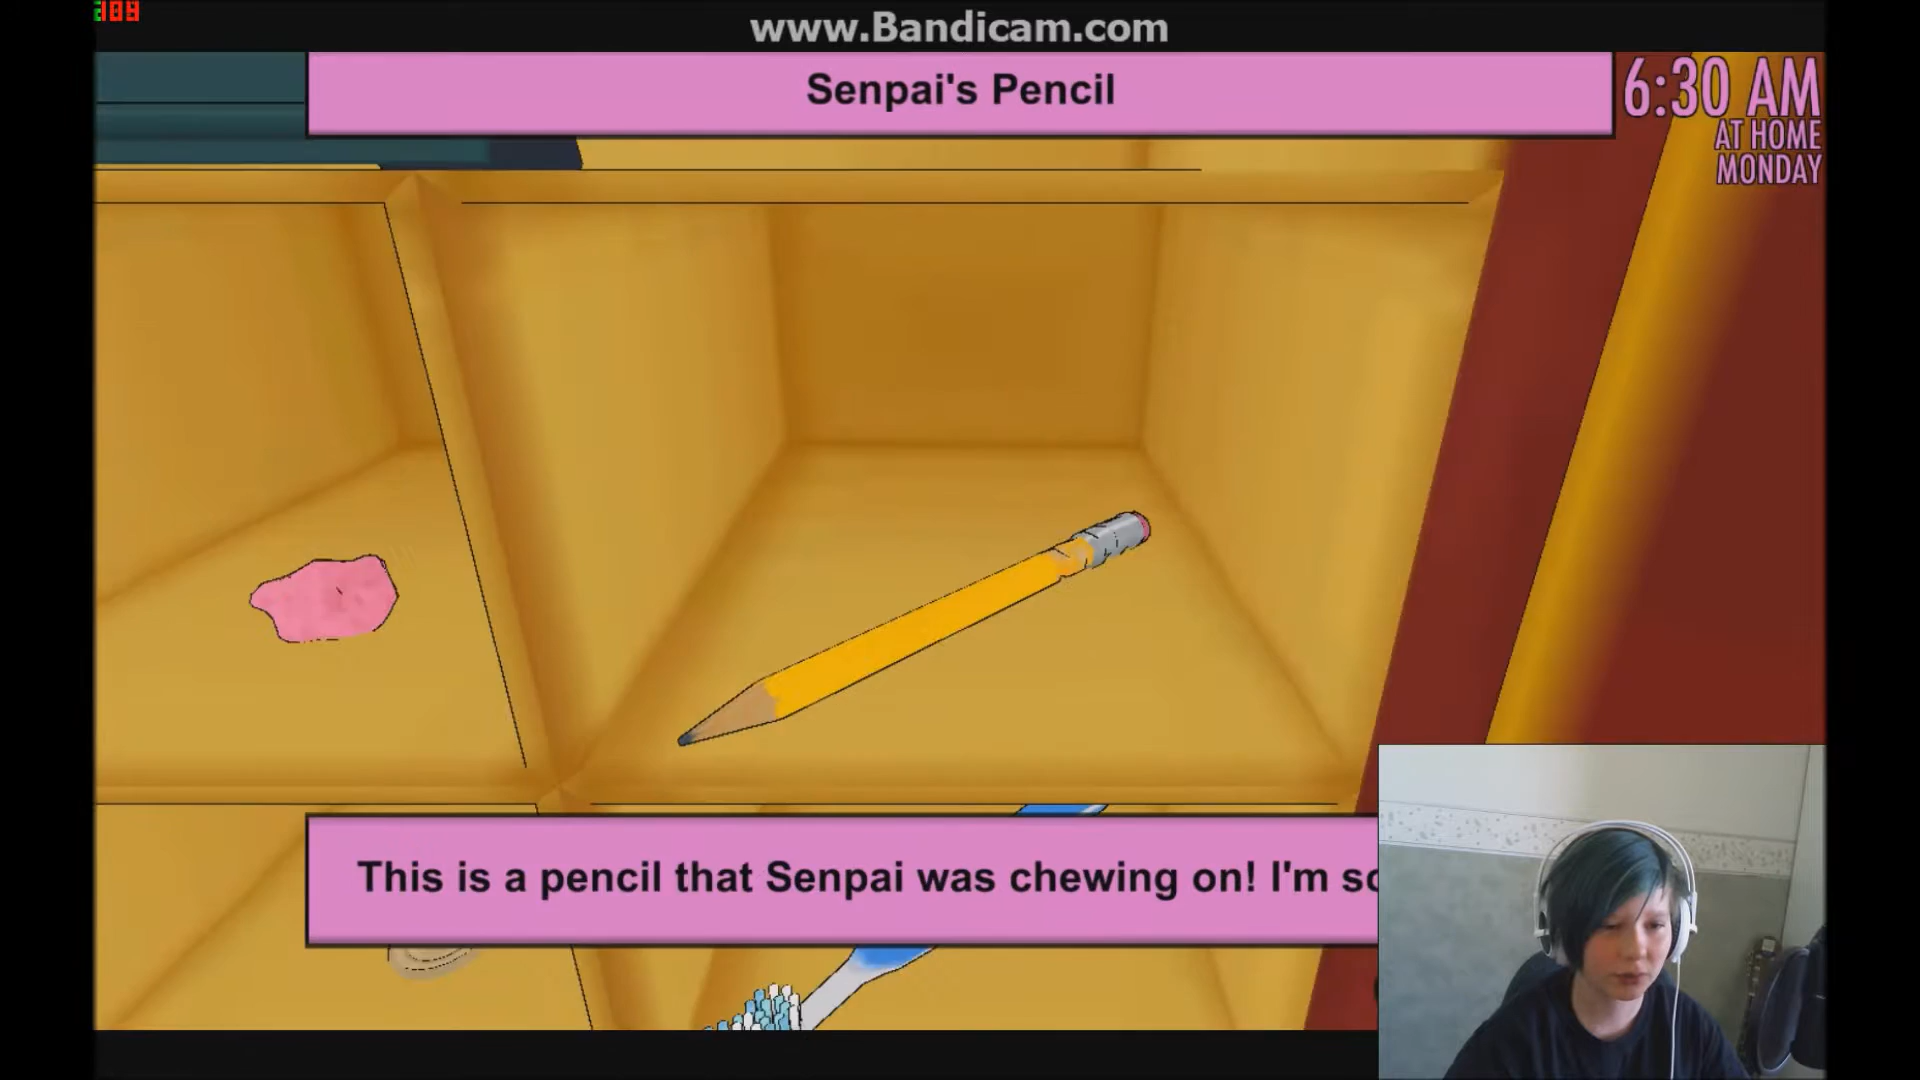 189
www.Bandicam.com
Senpai's Pencil
6:30 AM
AT HOME
MONDAY
This is a pencil that Senpai was chewing on! I'm